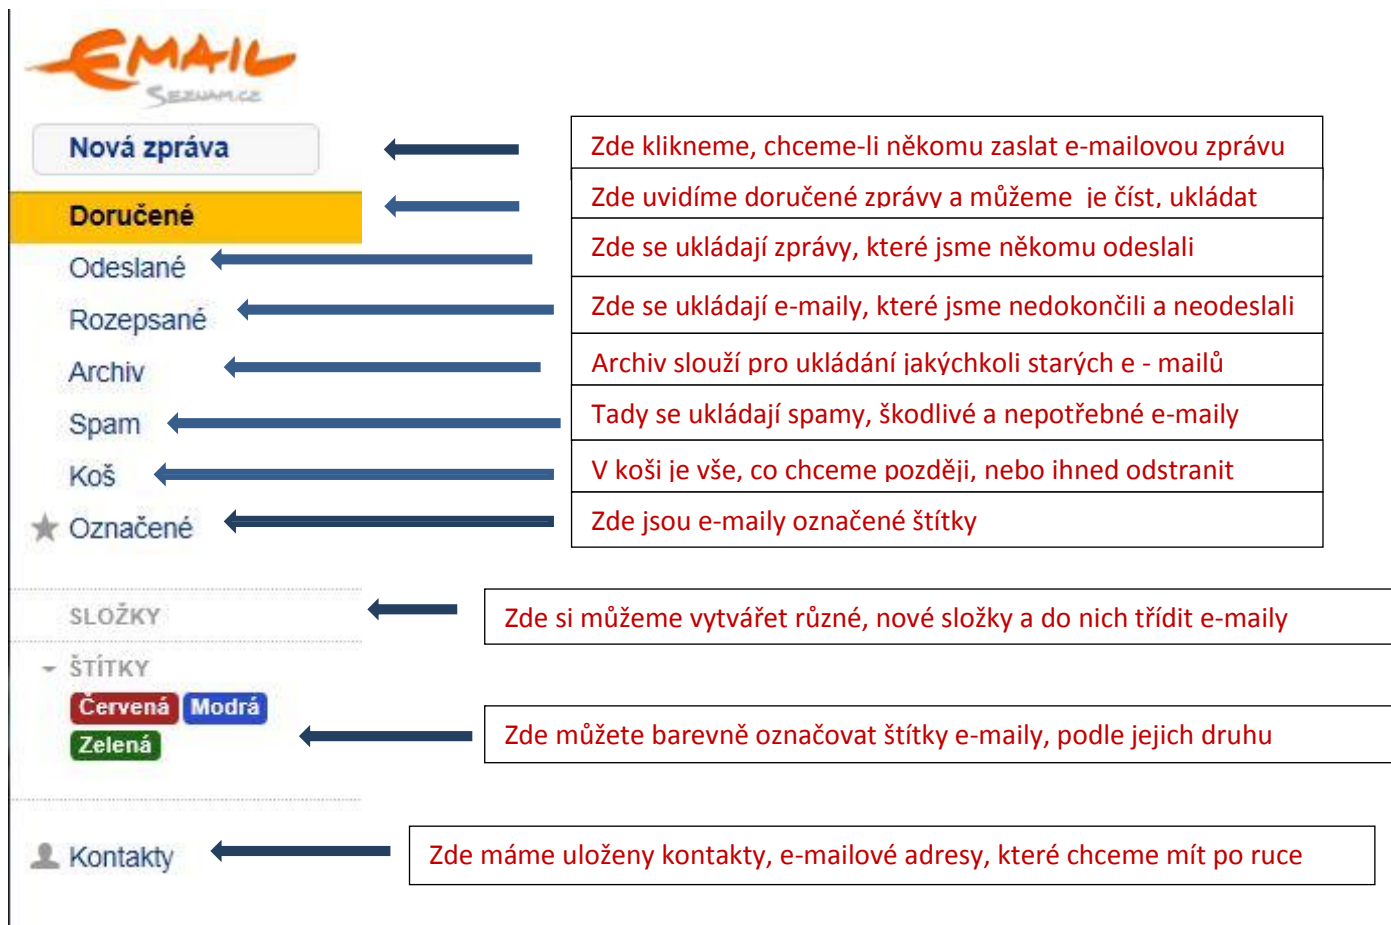 EMAIL
SEZNAM.CZ
Nová zpráva
Zde klikneme, chceme-li někomu zaslat e-mailovou zprávu
Doručené
Zde uvidíme doručené zprávy a můžeme je číst, ukládat
Odeslané
Zde se ukládají zprávy, které jsme někomu odeslali
Rozepsané
Zde se ukládají e-maily, které jsme nedokončili a neodeslali
Archiv
Archiv slouží pro ukládání jakýchkoli starých e - mailů
Spam
Tady se ukládají spamy, škodlivé a nepotřebné e-maily
Koš
V koši je vše, co chceme později, nebo ihned odstranit
Označené
Zde jsou e-maily označené štítky
SLOŽKY
Zde si můžeme vytvářet různé, nové složky a do nich třídit e-maily
ŠTÍTKY
Červená Modrá
Zelená
Zde můžete barevně označovat štítky e-maily, podle jejich druhu
Kontakty
Zde máme uloženy kontakty, e-mailové adresy, které chceme mít po ruce